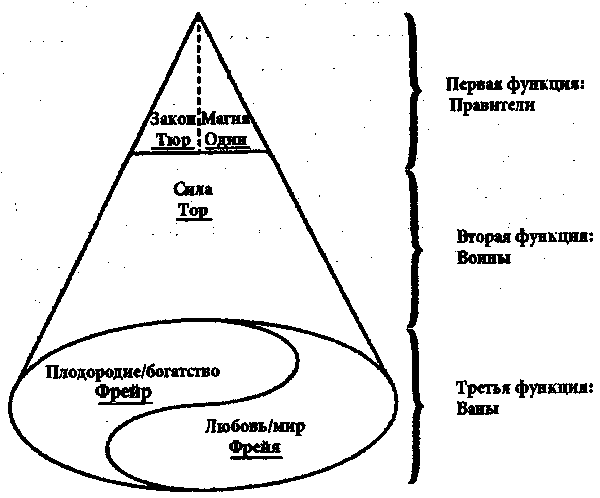 Закон Магия
Тюр Один
Сила
Тор
Плодородие/богатство
Фрейр
Любовь/мир
Фрейя
Первая функция:
Правители
Вторая функция:
Воины
Третья функция:
Ваны